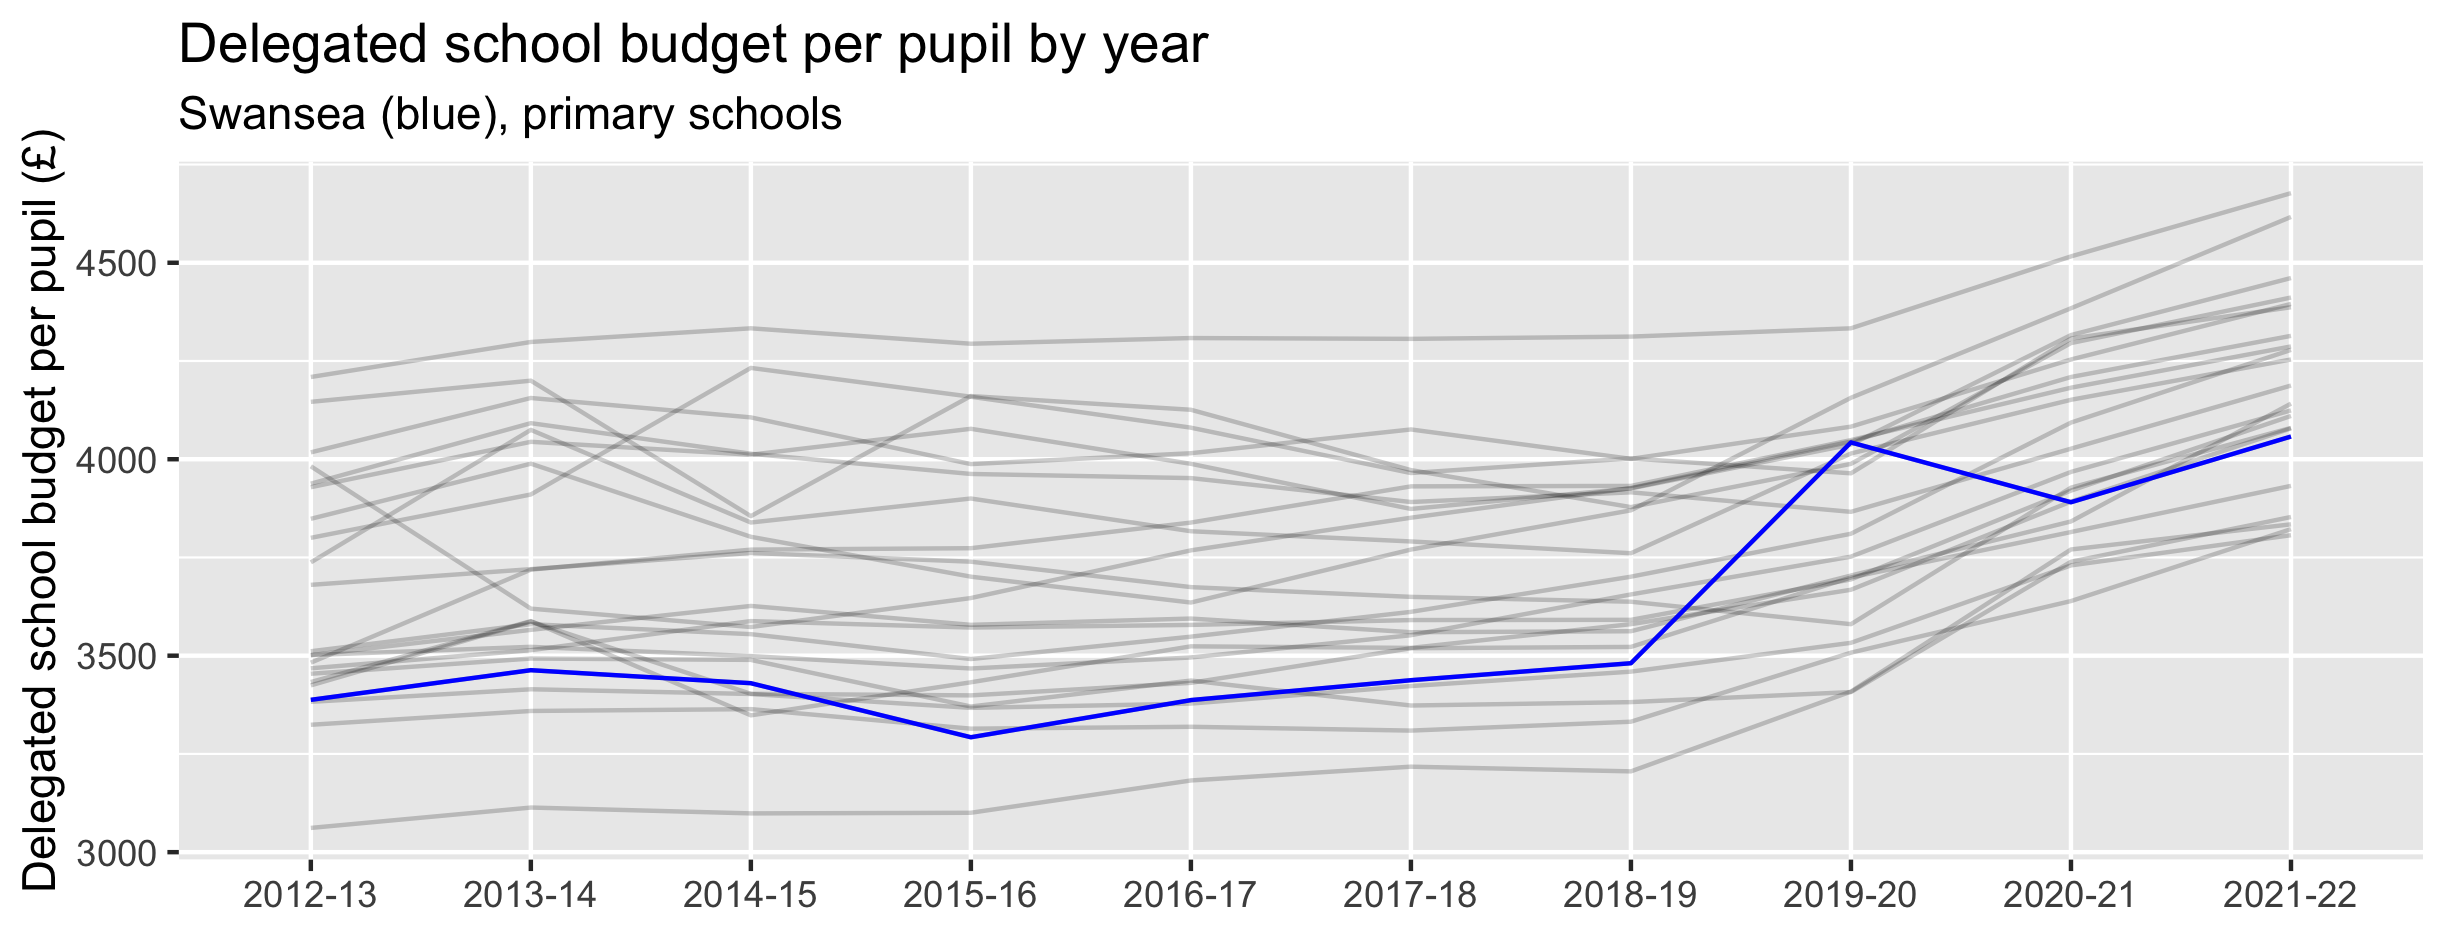 Delegated school budget per pupil by year
Swansea (blue), primary schools
Delegated school budget per pupil (£)
4500
4000
3500
3000
2012-13 2013-14 2014-15 2015-16 2016-17 2017-18 2018-19 2019-20 2020-21 2021-22